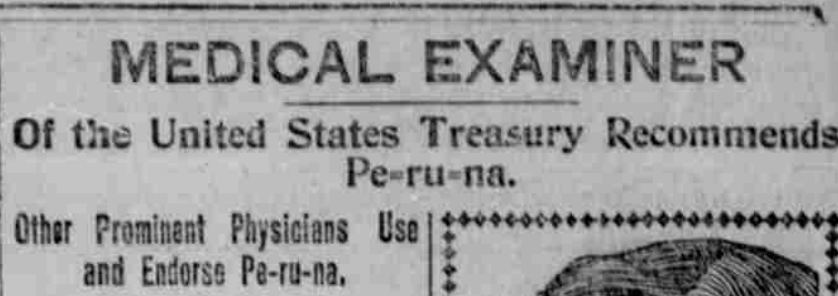 MEDICAL EXAMINER
Of the United States Treasury Recommends
Pe-ru-na.
Other Prominent Physicians Use
and Endorse Pe-ru-na.